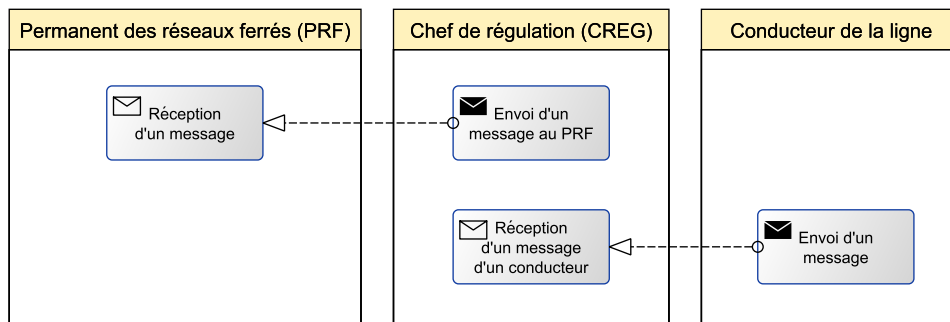 Permanent des réseaux ferrés (PRF)
Chef de régulation (CREG)
Conducteur de la ligne
Réception
d'un message
Envoi d'un
message au PRF
Réception
d'un message
d'un conducteur
Envoi d'un
message